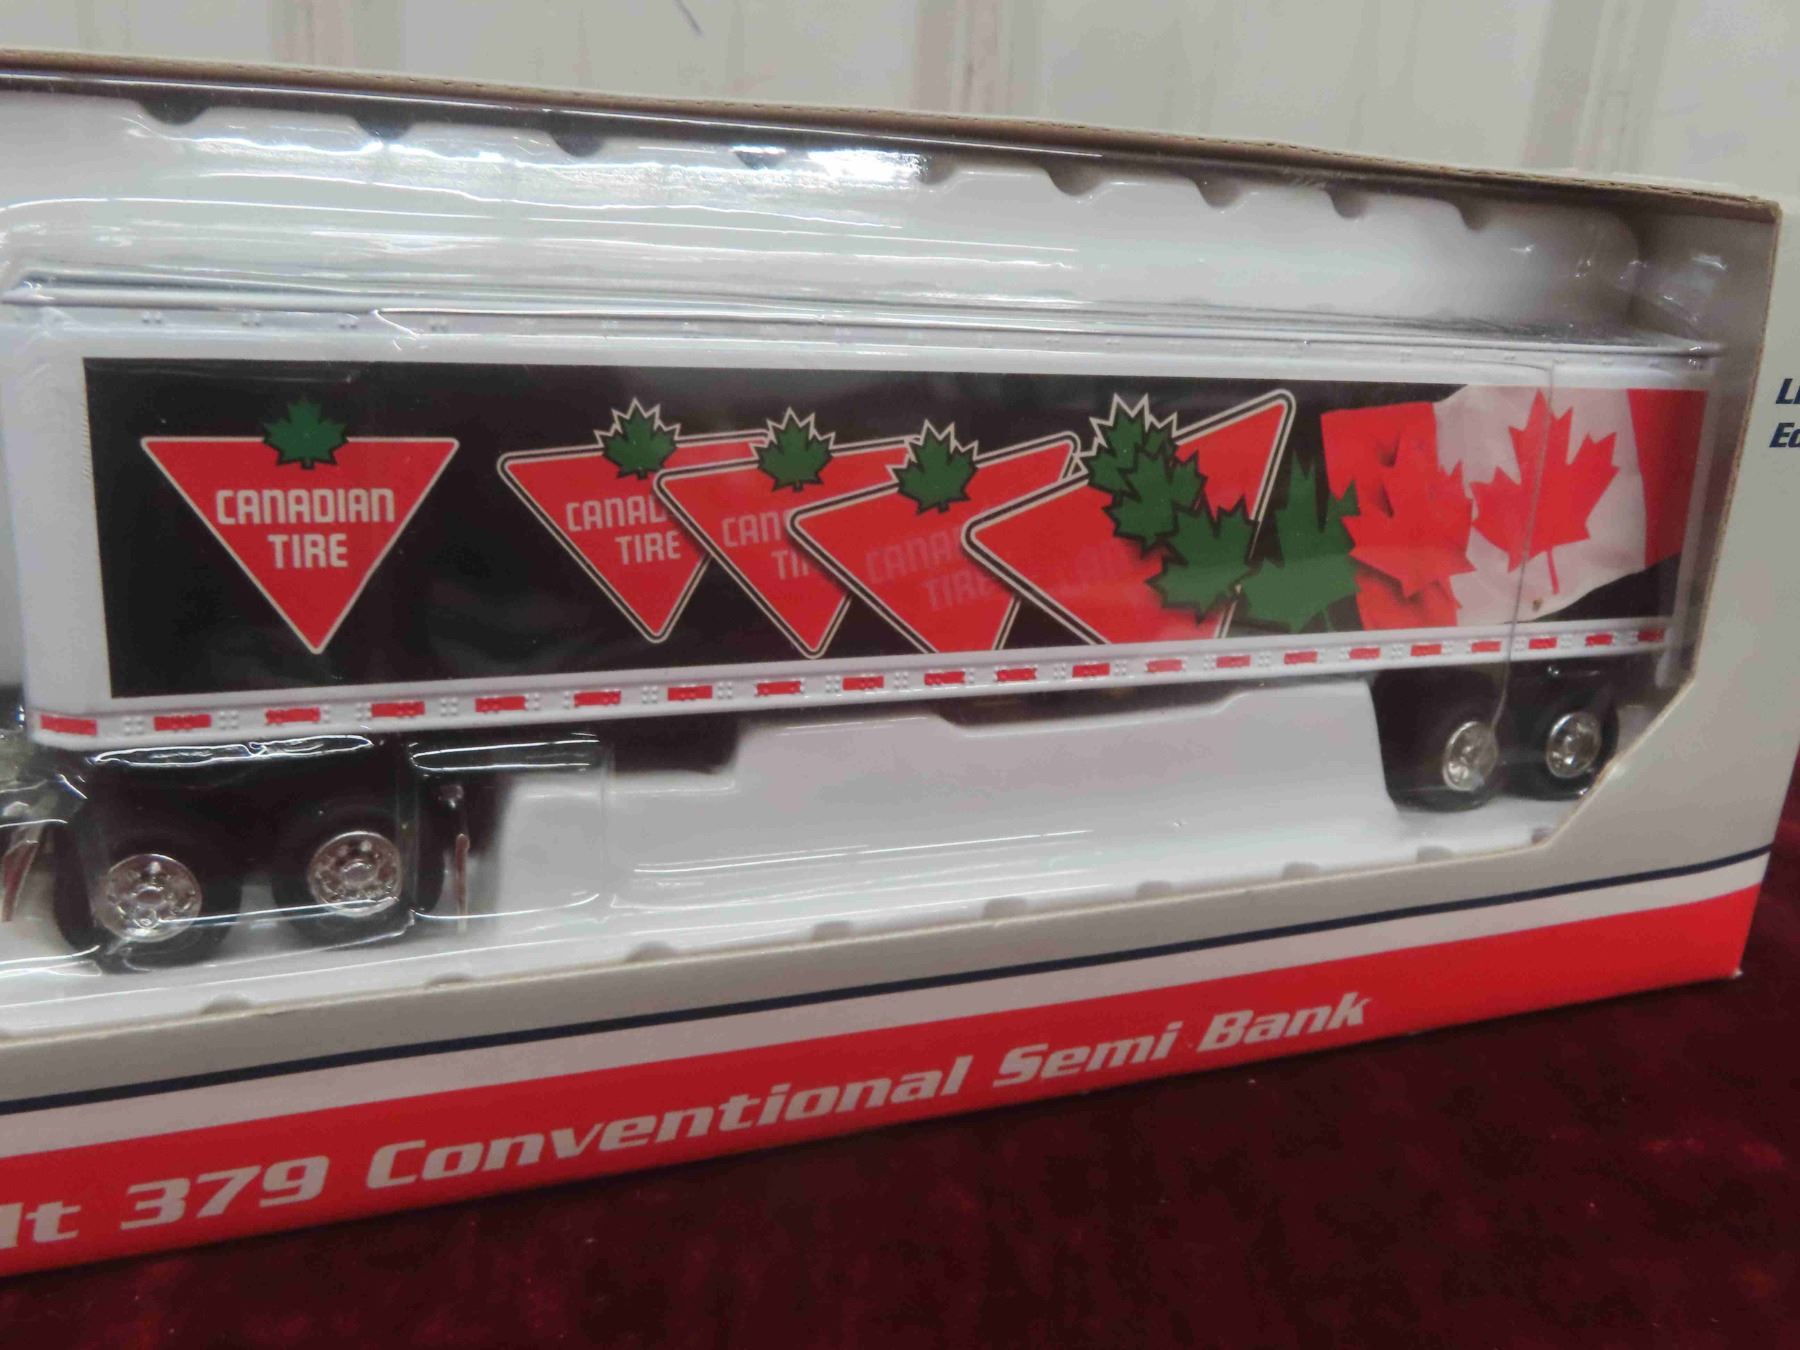 CANADIAN
TIRE
CANAD
TIRE
CAN
TI
CANA
TIRE
lt 379 Conventional Semi Bank